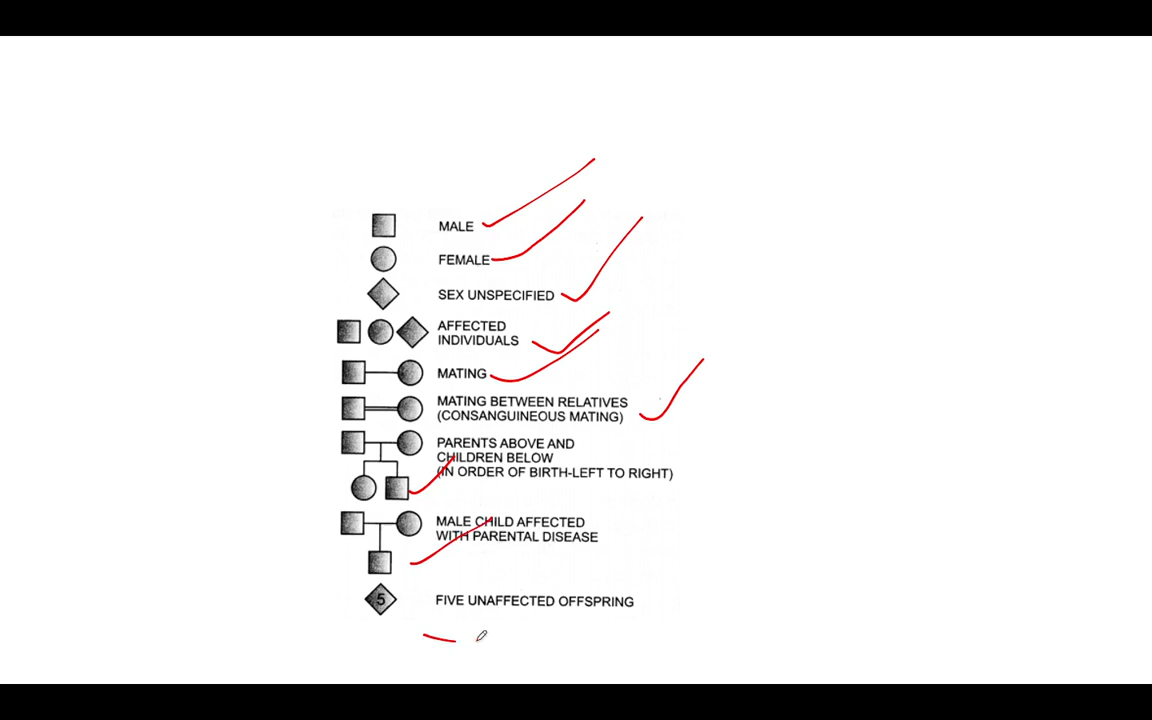 MALE
FEMALE
SEX UNSPECIFIED
AFFECTED
INDIVIDUALS
MATING
MATING BETWEEN RELATIVES
(CONSANGUINEOUS MATING)
PARENTS ABOVE AND
CHILDREN BELOW
(IN ORDER OF BIRTH-LEFT TO RIGHT)
MALE CHILD AFFECTED
WITH PARENTAL DISEASE
5 FIVE UNAFFECTED OFFSPRING